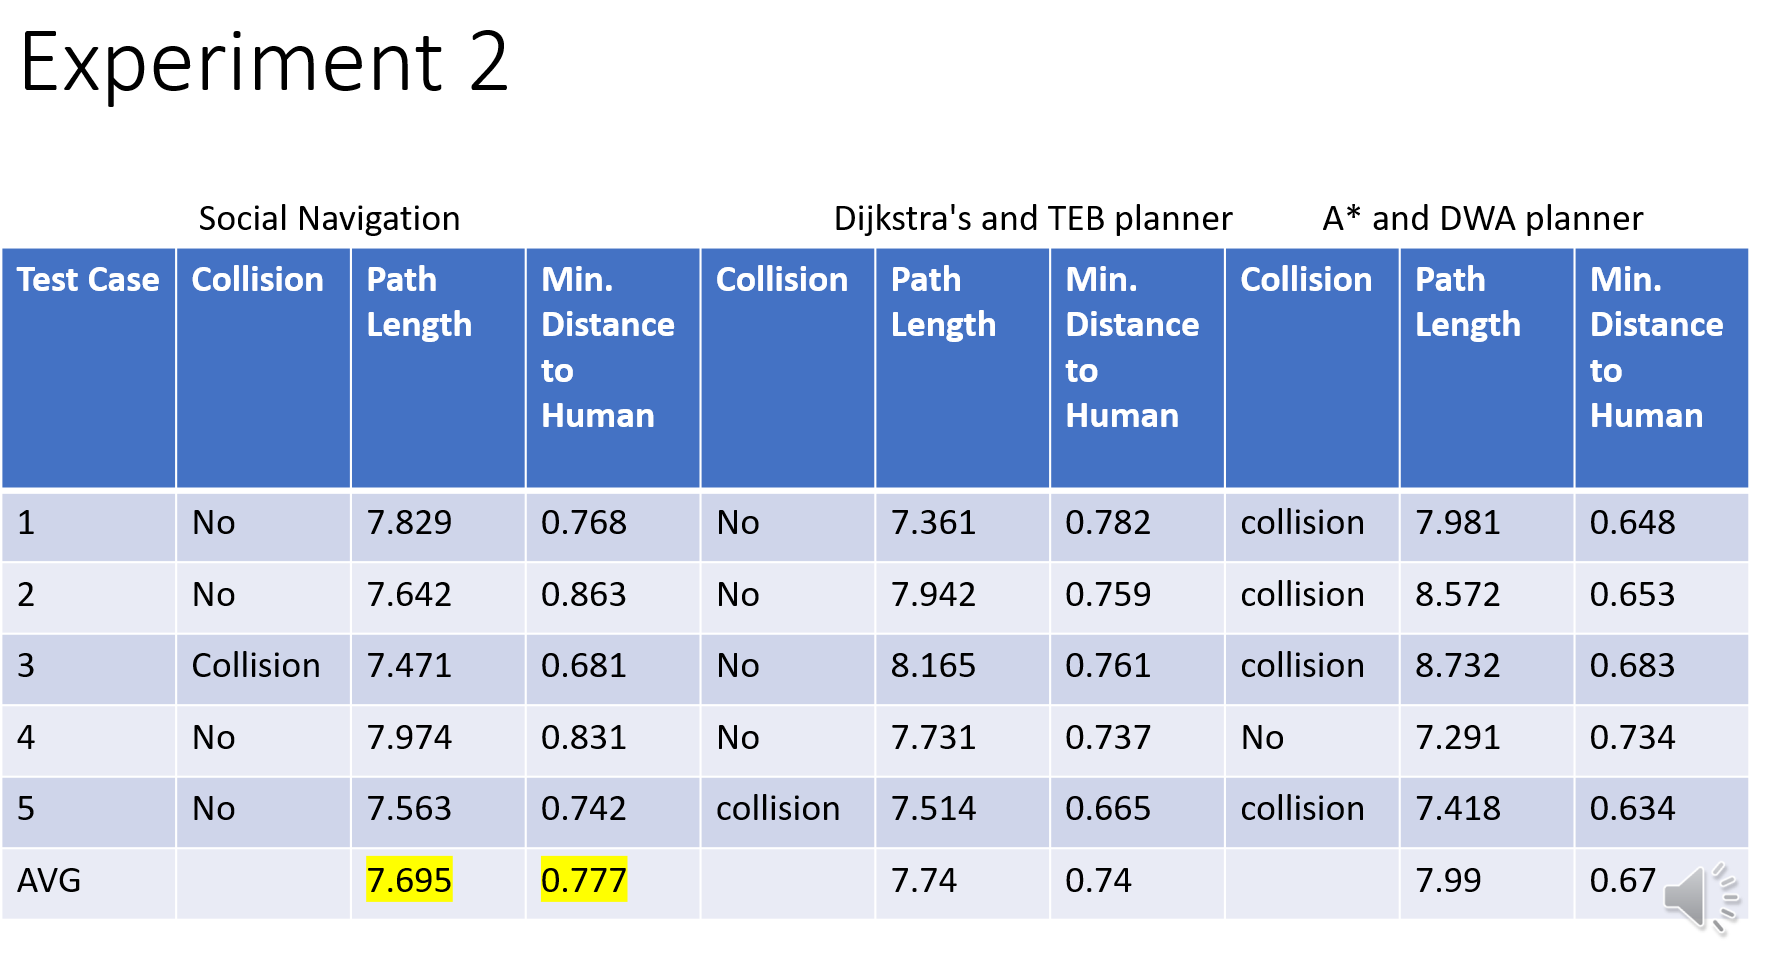 Experiment 2
Social Navigation Dijkstra's and TEB planner A* and DWA planner
Test Case Collision Path Length Min. Distance to Human Collision Path Length Min. Distance to Human Collision Path Length Min. Distance to Human
1 No 7.829 0.768 No 7.361 0.782 collision 7.981 0.648
2 No 7.642 0.863 No 7.942 0.759 collision 8.572 0.653
3 Collision 7.471 0.681 No 8.165 0.761 collision 8.732 0.683
4 No 7.974 0.831 No 7.731 0.737 No 7.291 0.734
5 No 7.563 0.742 collision 7.514 0.665 collision 7.418 0.634
AVG 7.695 0.777 7.74 0.74 7.99 0.67